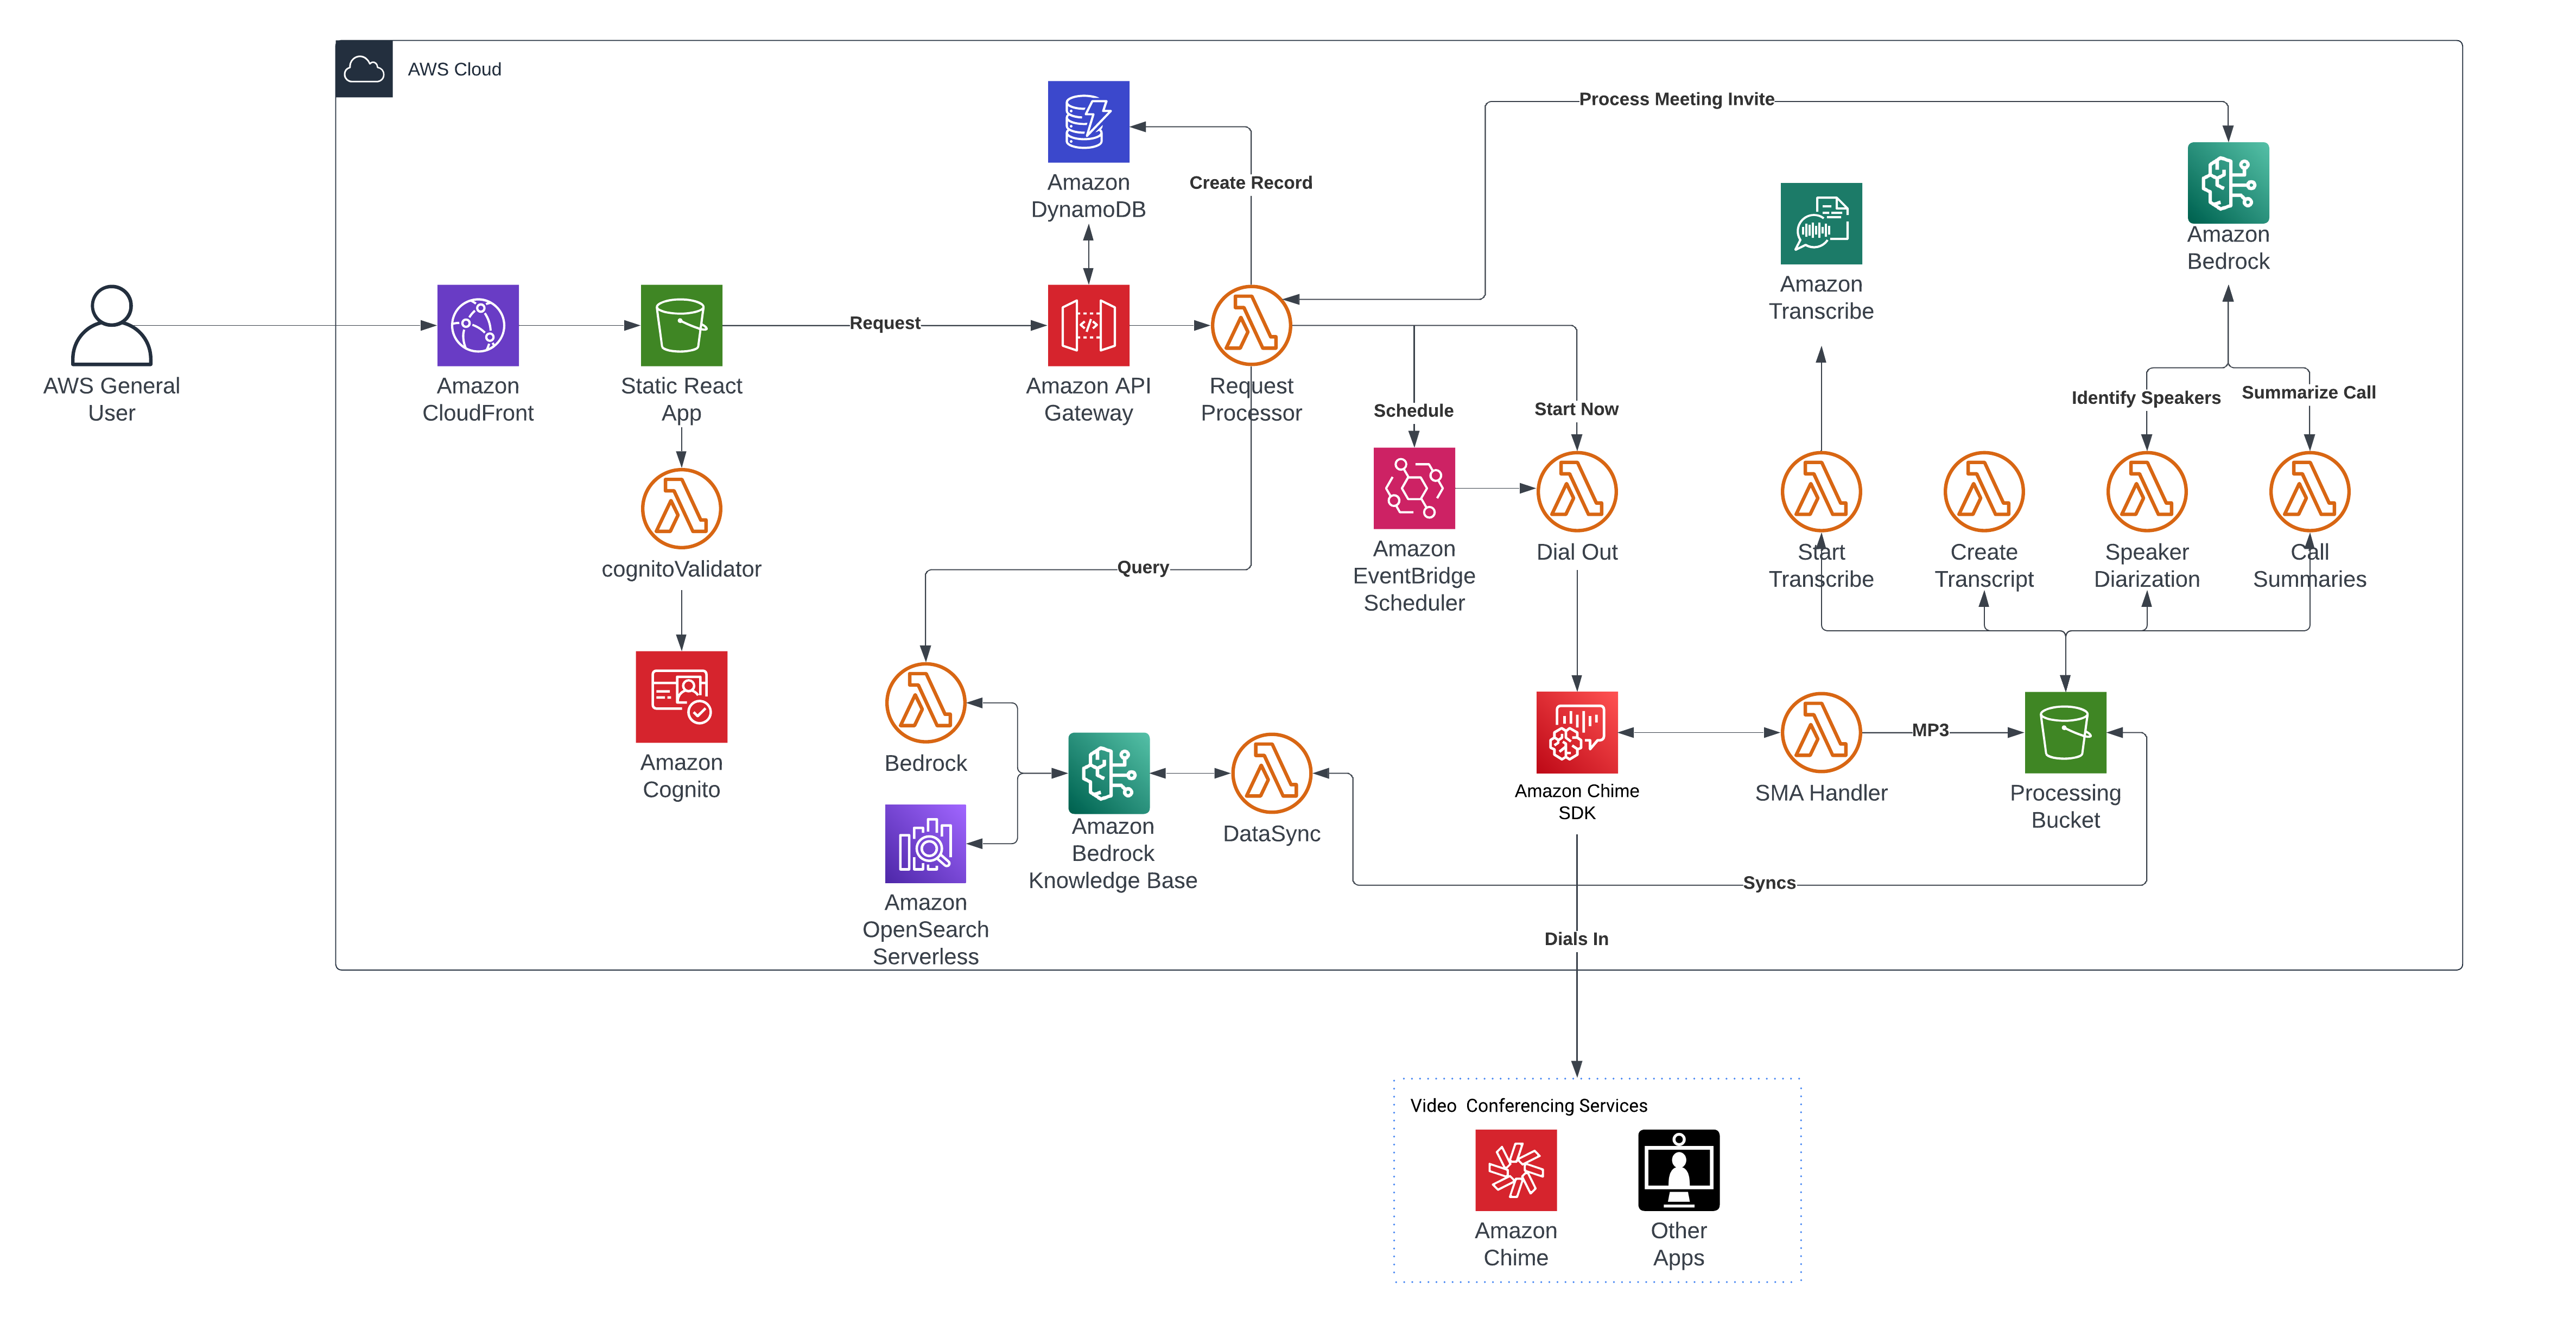 AWS Cloud
Process Meeting Invite
Amazon
DynamoDB
Create Record
Amazon
Transcribe
Amazon
Bedrock
AWS General
User
Amazon
CloudFront
Static React
App
Request
Amazon API
Gateway
Request
Processor
Schedule
Start Now
Identify Speakers
Summarize Call
cognitoValidator
Amazon
Cognito
Query
Amazon
EventBridge
Scheduler
Dial Out
Start
Transcribe
Create
Transcript
Speaker
Diarization
Call
Summaries
Bedrock
Amazon
OpenSearch
Serverless
Amazon
Bedrock
Knowledge Base
DataSync
Amazon Chime
SDK
SMA Handler
MP3
Processing
Bucket
Syncs
Dials In
Video  Conferencing Services
Amazon
Chime
Other
Apps